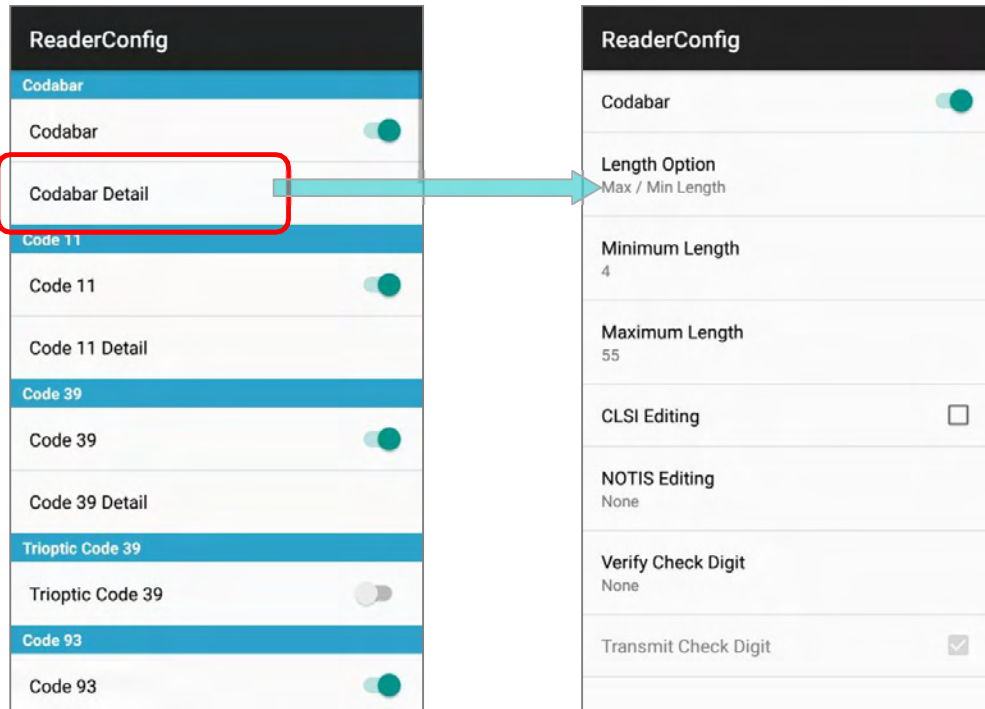 ReaderConfig
Codabar
Codabar
Codabar Detail
Code 11
Code 11
Code 11 Detail
Code 39
Code 39
Code 39 Detail
Trioptic Code 39
Trioptic Code 39
Code 93
Code 93
ReaderConfig
Codabar
Length Option
Max / Min Length
Minimum Length
4
Maximum Length
55
CLSI Editing
NOTIS Editing
None
Verify Check Digit
None
Transmit Check Digit